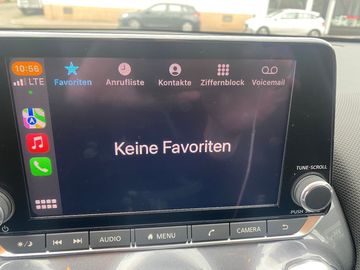 10:56
LTE
Favoriten
Anrufliste
Kontakte
Ziffernblock
Voicemail
Keine Favoriten
TUNE·SCROLL
PUSH
AUDIO
MENU
CAMERA